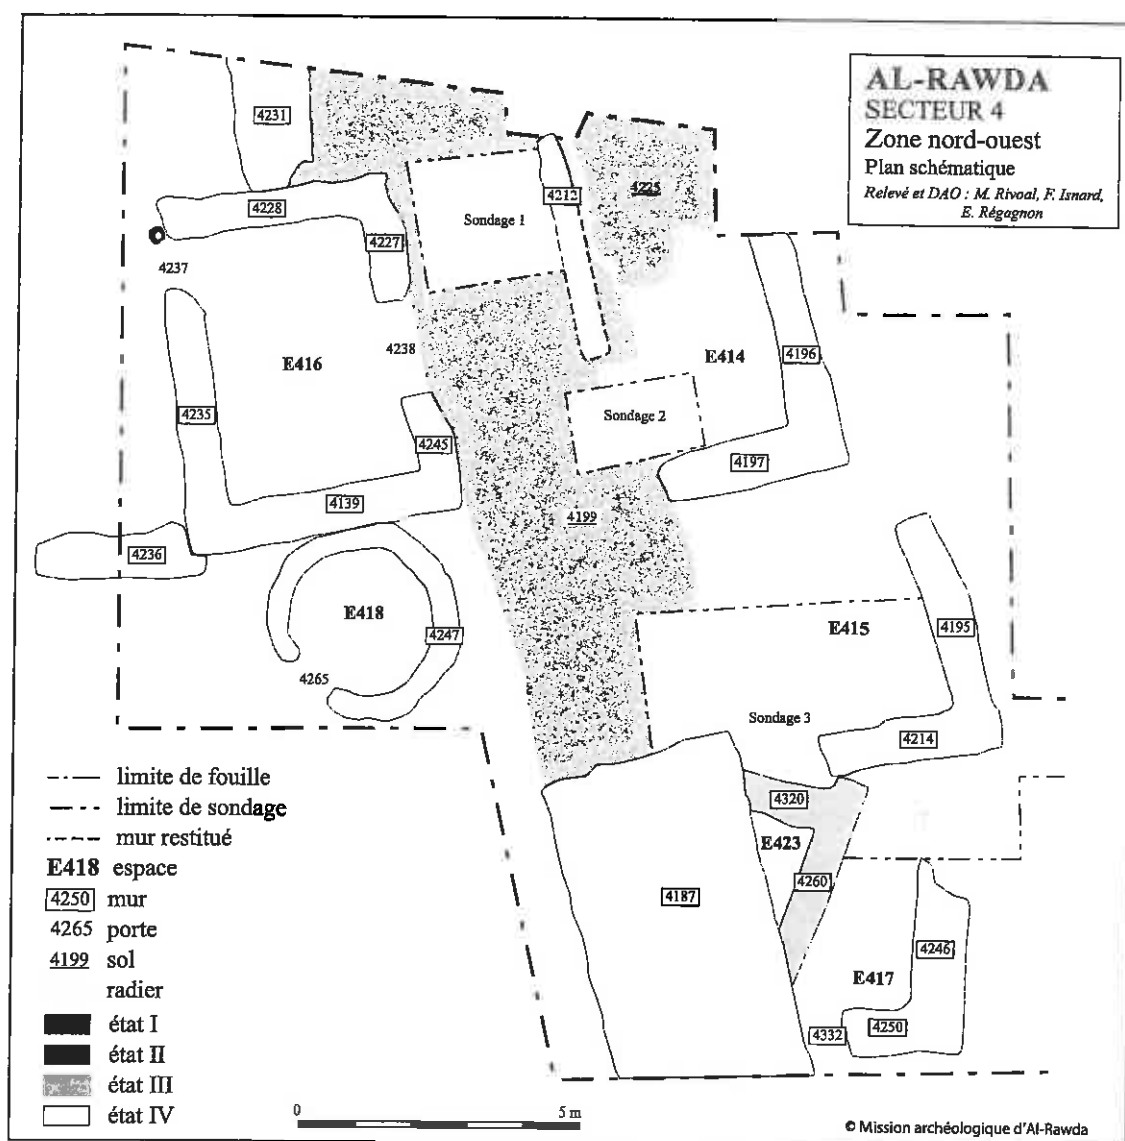 AL-RAWDA
SECTEUR 4
Zone nord-ouest
Plan schématique
Relevé et DAO : M. Rivoal, F. Isnard,
E. Régagnon
4231
4228
4212
4225
Sondage 1
4227
4237
4238
E416
E414
4196
4235
Sondage 2
4245
4197
4139
4199
4236
E418
4247
E415
4195
4265
Sondage 3
4214
4320
E423
4260
4187
4246
E417
4332
4250
limite de fouille
limite de sondage
mur restitué
E418 espace
4250 mur
4265 porte
4199 sol
radier
état I
état II
état III
état IV
0 5 m
© Mission archéologique d'Al-Rawda